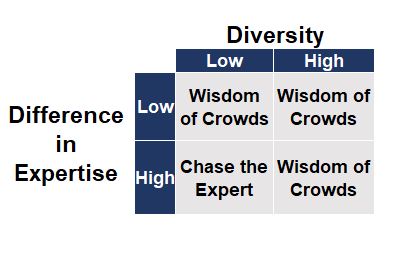 Diversity
Low High
Difference
in
Expertise
Low
Wisdom
of Crowds
Wisdom of
Crowds
High
Chase the
Expert
Wisdom of
Crowds